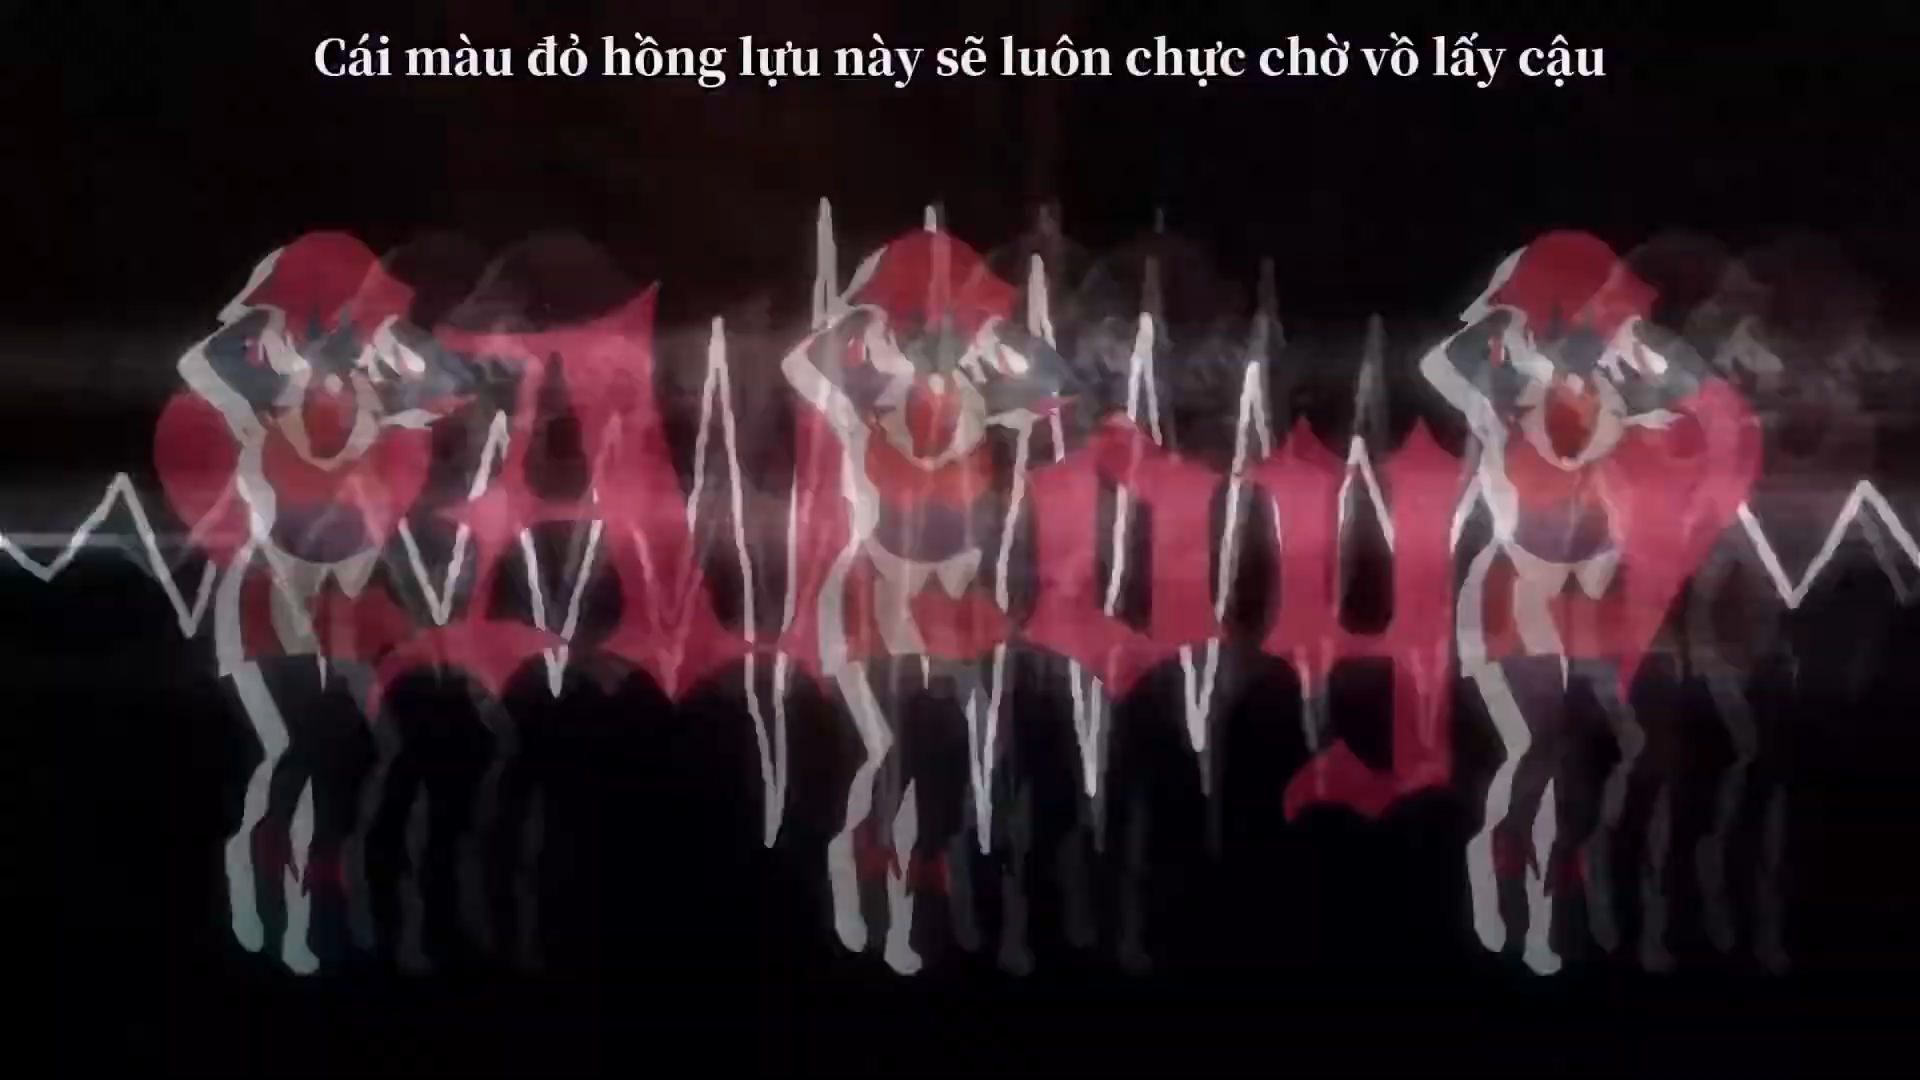 Cái màu đỏ hồng lựu này sẽ luôn chực chờ vồ lấy cậu